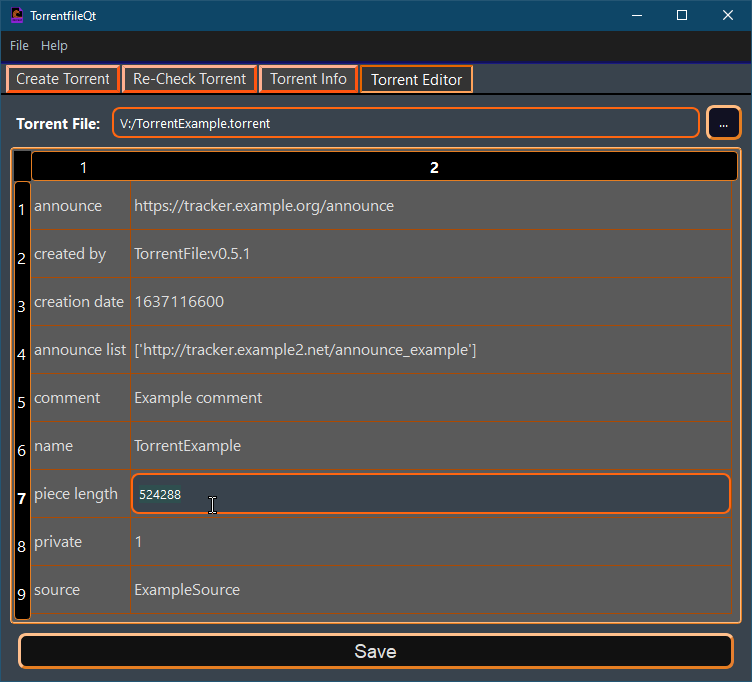 TorrentfileQt
File Help
Create Torrent Re-Check Torrent Torrent Info Torrent Editor
Torrent File: V:/TorrentExample.torrent ...
1 2
1 announce https://tracker.example.org/announce
2 created by TorrentFile:v0.5.1
3 creation date 1637116600
4 announce list ['http://tracker.example2.net/announce_example']
5 comment Example comment
6 name TorrentExample
7 piece length 524288
8 private 1
9 source ExampleSource
Save